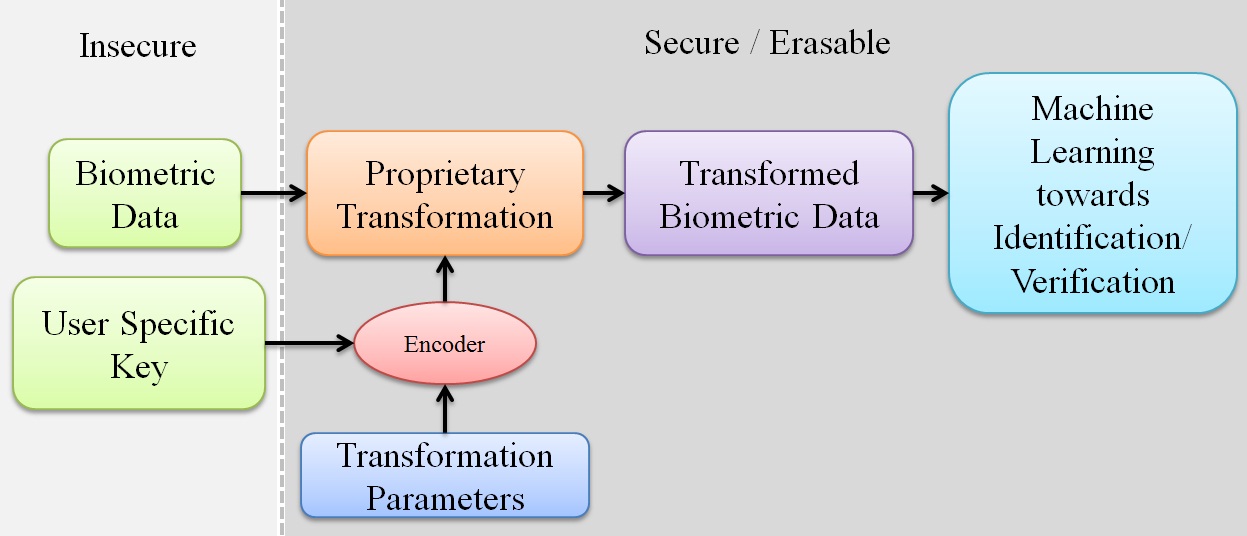 Insecure
Secure / Erasable
Biometric
Data
Proprietary
Transformation
Transformed
Biometric Data
Machine
Learning
towards
Identification/
Verification
User Specific
Key
Encoder
Transformation
Parameters